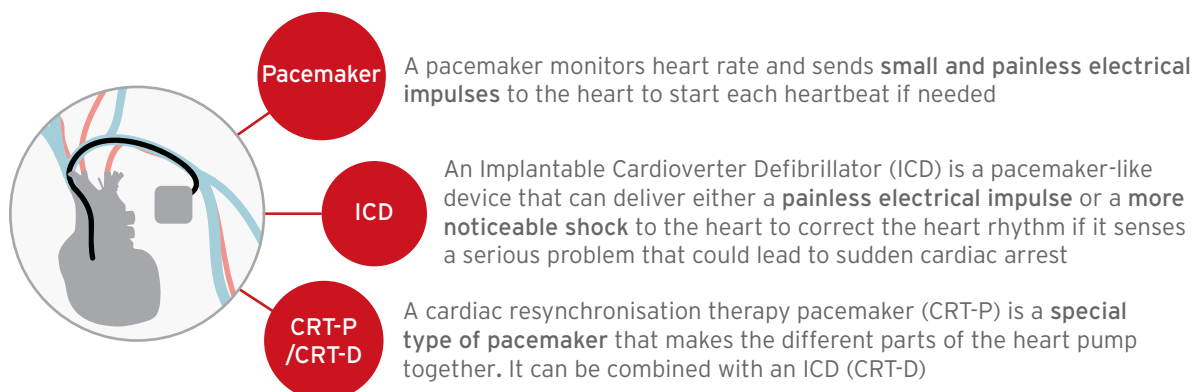 Pacemaker
A pacemaker monitors heart rate and sends small and painless electrical
impulses to the heart to start each heartbeat if needed
ICD
An Implantable Cardioverter Defibrillator (ICD) is a pacemaker-like
device that can deliver either a painless electrical impulse or a more
noticeable shock to the heart to correct the heart rhythm if it senses
a serious problem that could lead to sudden cardiac arrest
CRT-P
/CRT-D
A cardiac resynchronisation therapy pacemaker (CRT-P) is a special
type of pacemaker that makes the different parts of the heart pump
together. It can be combined with an ICD (CRT-D)